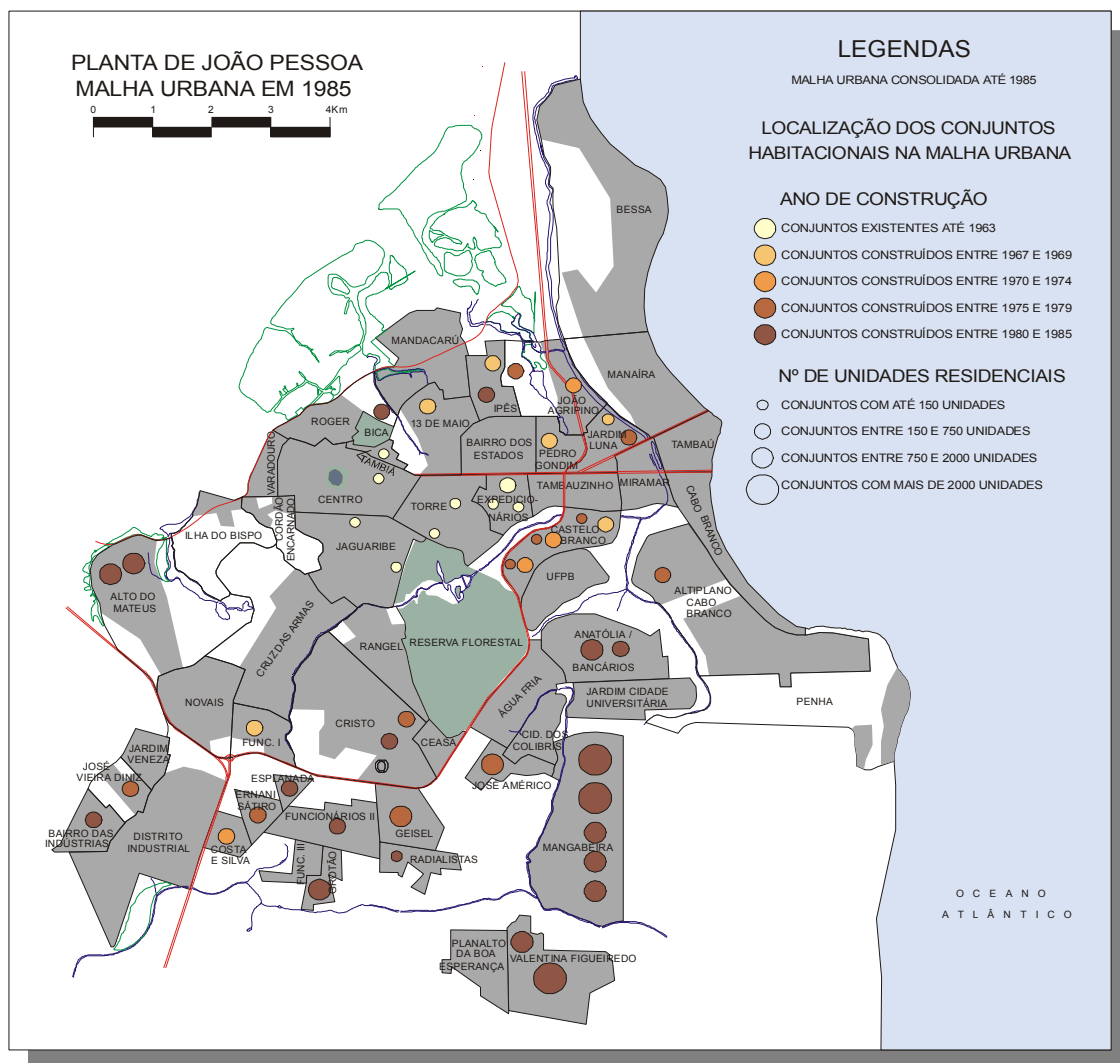 PLANTA DE JOÃO PESSOA
MALHA URBANA EM 1985
0 1 2 3 4Km
LEGENDAS
MALHA URBANA CONSOLIDADA ATÉ 1985
LOCALIZAÇÃO DOS CONJUNTOS
HABITACIONAIS NA MALHA URBANA
ANO DE CONSTRUÇÃO
CONJUNTOS EXISTENTES ATÉ 1963
CONJUNTOS CONSTRUÍDOS ENTRE 1967 E 1969
CONJUNTOS CONSTRUÍDOS ENTRE 1970 E 1974
CONJUNTOS CONSTRUÍDOS ENTRE 1975 E 1979
CONJUNTOS CONSTRUÍDOS ENTRE 1980 E 1985
Nº DE UNIDADES RESIDENCIAIS
CONJUNTOS COM ATÉ 150 UNIDADES
CONJUNTOS ENTRE 150 E 750 UNIDADES
CONJUNTOS ENTRE 750 E 2000 UNIDADES
CONJUNTOS COM MAIS DE 2000 UNIDADES
BESSA
MANDACARÚ
MANAÍRA
JOÃO
AGRIPINO
IPÊS
ROGER
BICA
13 DE MAIO
BAIRRO DOS
ESTADOS
PEDRO
GONDIM
JARDIM
LUNA
TAMBAÚ
VARADOURO
TAMBIÁ
CENTRO
TORRE
EXPEDICIO-
NÁRIOS
TAMBAUZINHO
MIRAMAR
CABO BRANCO
CORDÃO
ENCARNADO
ILHA DO BISPO
JAGUARIBE
CASTELO
BRANCO
UFPB
ALTO DO
MATEUS
ALTIPLANO
CABO
BRANCO
CRUZ DAS ARMAS
RANGEL
RESERVA FLORESTAL
ANATÓLIA /
BANCÁRIOS
ÁGUA FRIA
JARDIM CIDADE
UNIVERSITÁRIA
PENHA
NOVAIS
CRISTO
FUNC. I
CEASA
CID. DOS
COLIBRIS
JARDIM
VENEZA
JOSÉ
VIEIRA DINIZ
ESPLANADA
ERNANI
SÁTIRO
JOSÉ AMÉRICO
FUNCIONÁRIOS II
GEISEL
BAIRRO DAS
INDÚSTRIAS
DISTRITO
INDUSTRIAL
COSTA
E SILVA
MANGABEIRA
RADIALISTAS
FUNC. III
GROTÃO
OCEANO
ATLÂNTICO
PLANALTO
DA BOA
ESPERANÇA
VALENTINA FIGUEIREDO